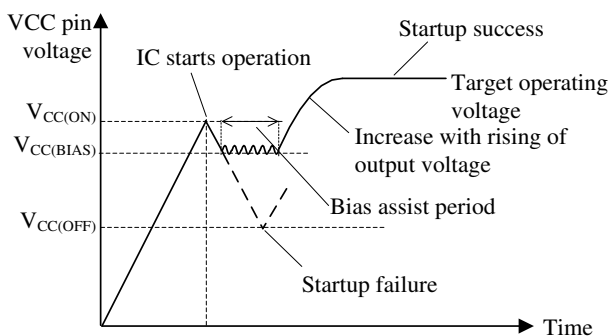 VCC pin
voltage
Startup success
IC starts operation
Target operating
voltage
VCC(ON)
Increase with rising of
output voltage
VCC(BIAS)
Bias assist period
VCC(OFF)
Startup failure
Time